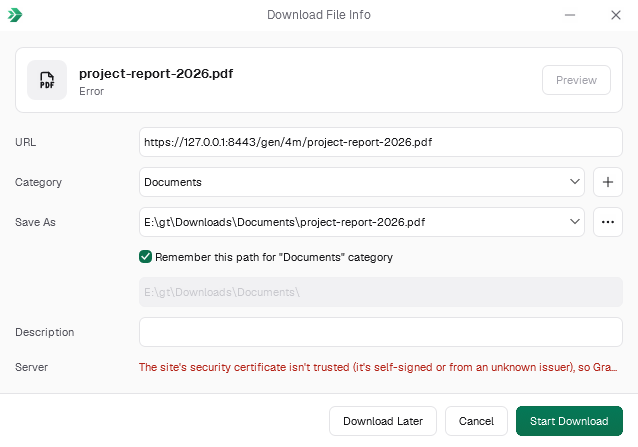 Download File Info
project-report-2026.pdf
Error
PDF
Preview
URL
https://127.0.0.1:8443/gen/4m/project-report-2026.pdf
Category
Documents
Save As
E:\gt\Downloads\Documents\project-report-2026.pdf
Remember this path for "Documents" category
E:\gt\Downloads\Documents\
Description
Server
The site's security certificate isn't trusted (it's self-signed or from an unknown issuer), so Gra...
Download Later
Cancel
Start Download